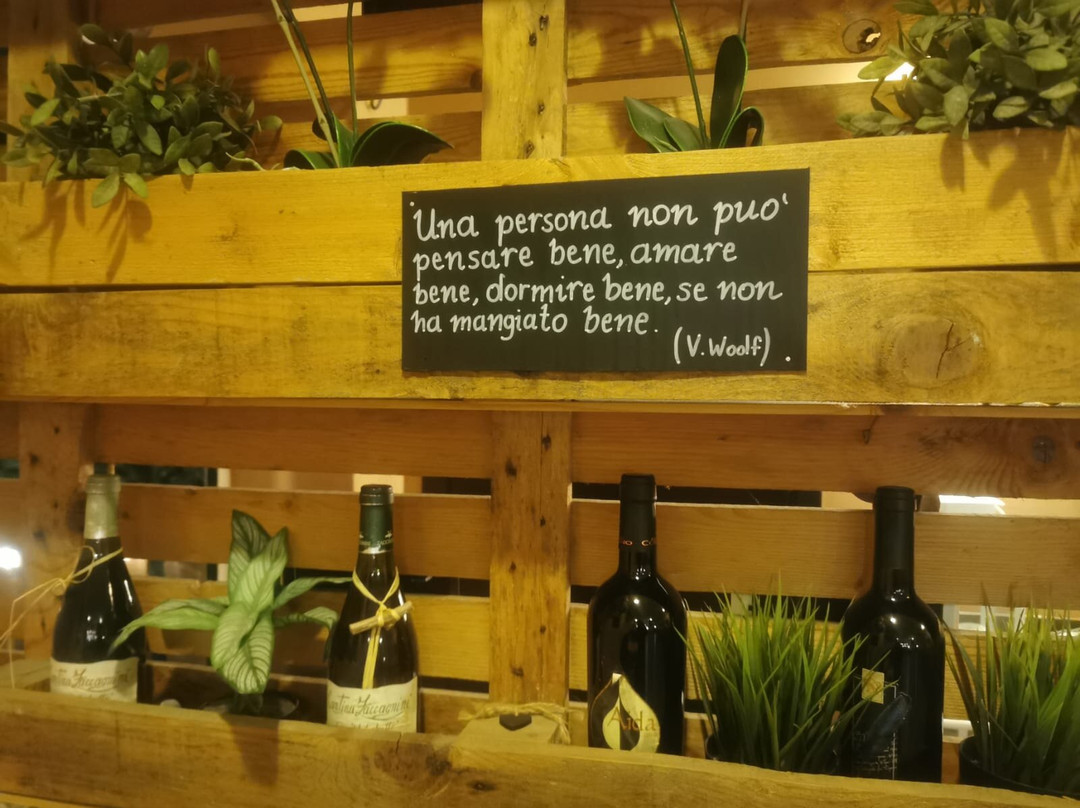 Una persona non puo'
pensare bene, amare
bene, dormire bene, se non
ha mangiato bene.
(V. Woolf).
Aida